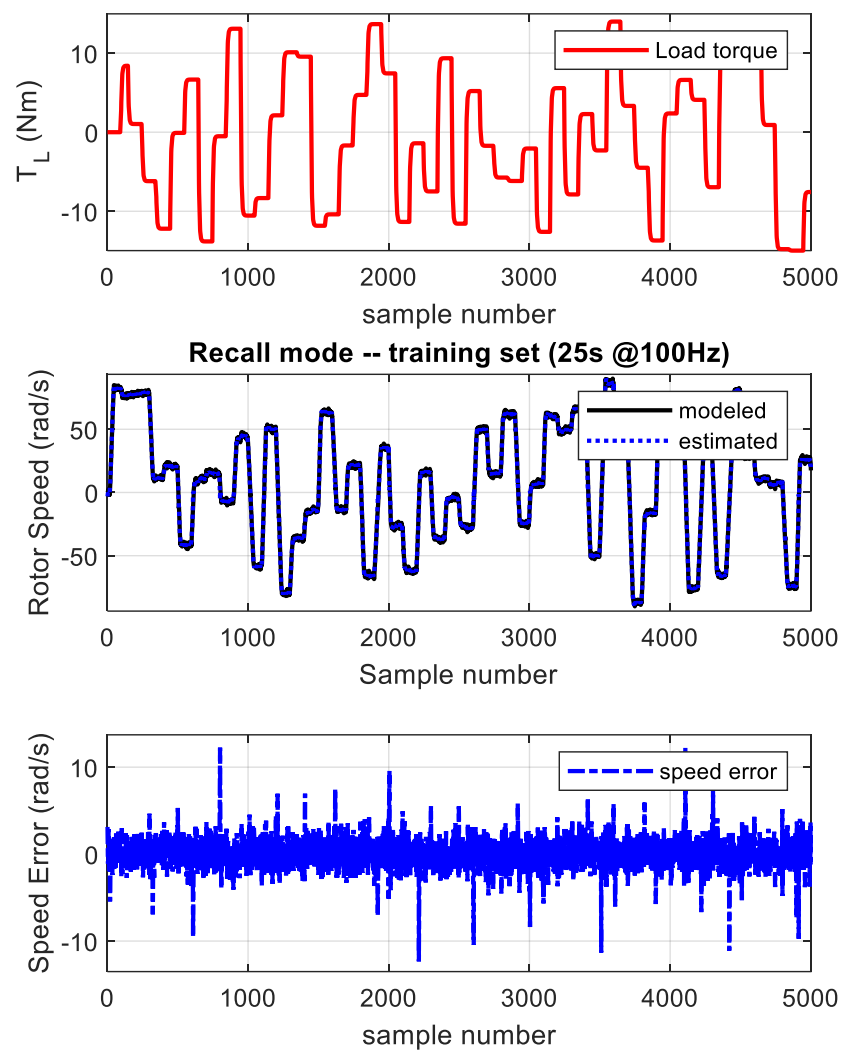 10
0
-10
T_L (Nm)
Load torque
0 1000 2000 3000 4000 5000
sample number
Recall mode -- training set (25s @100Hz)
50
0
-50
Rotor Speed (rad/s)
modeled
estimated
0 1000 2000 3000 4000 5000
Sample number
10
0
-10
Speed Error (rad/s)
speed error
0 1000 2000 3000 4000 5000
sample number